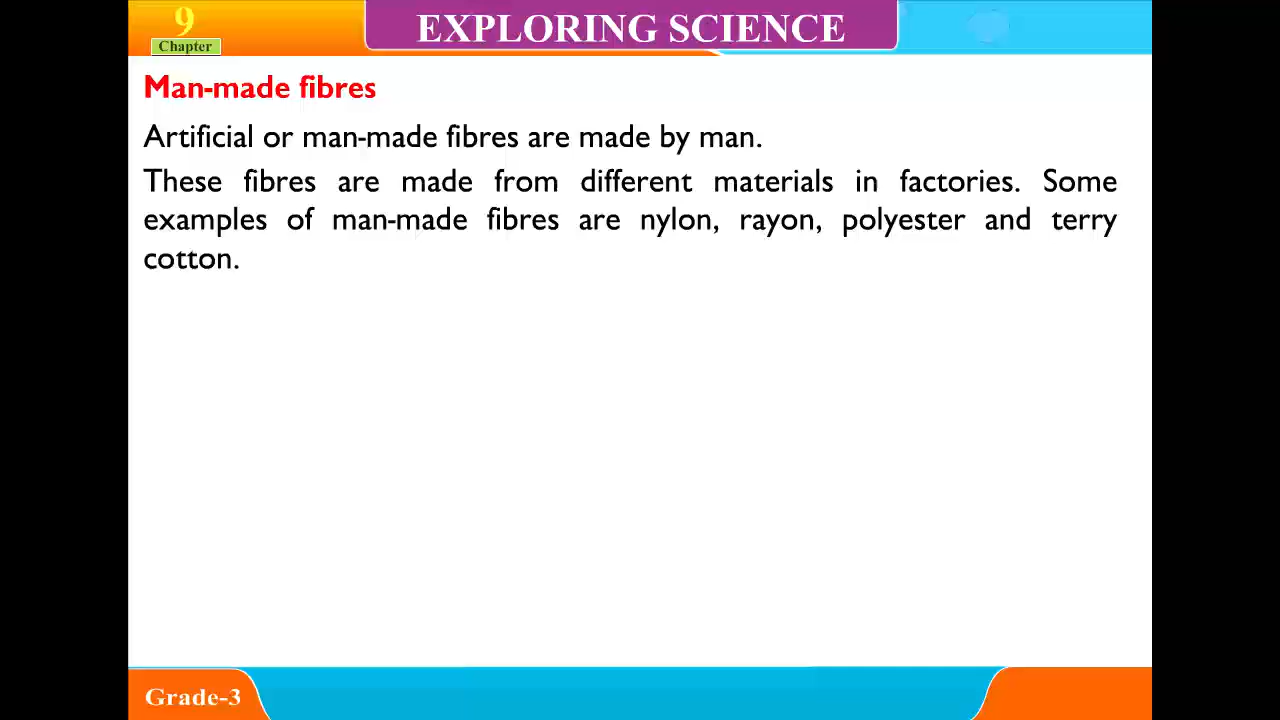 9
Chapter
EXPLORING SCIENCE
Man-made fibres
Artificial or man-made fibres are made by man.
These fibres are made from different materials in factories. Some
examples of man-made fibres are nylon, rayon, polyester and terry
cotton.
Grade-3